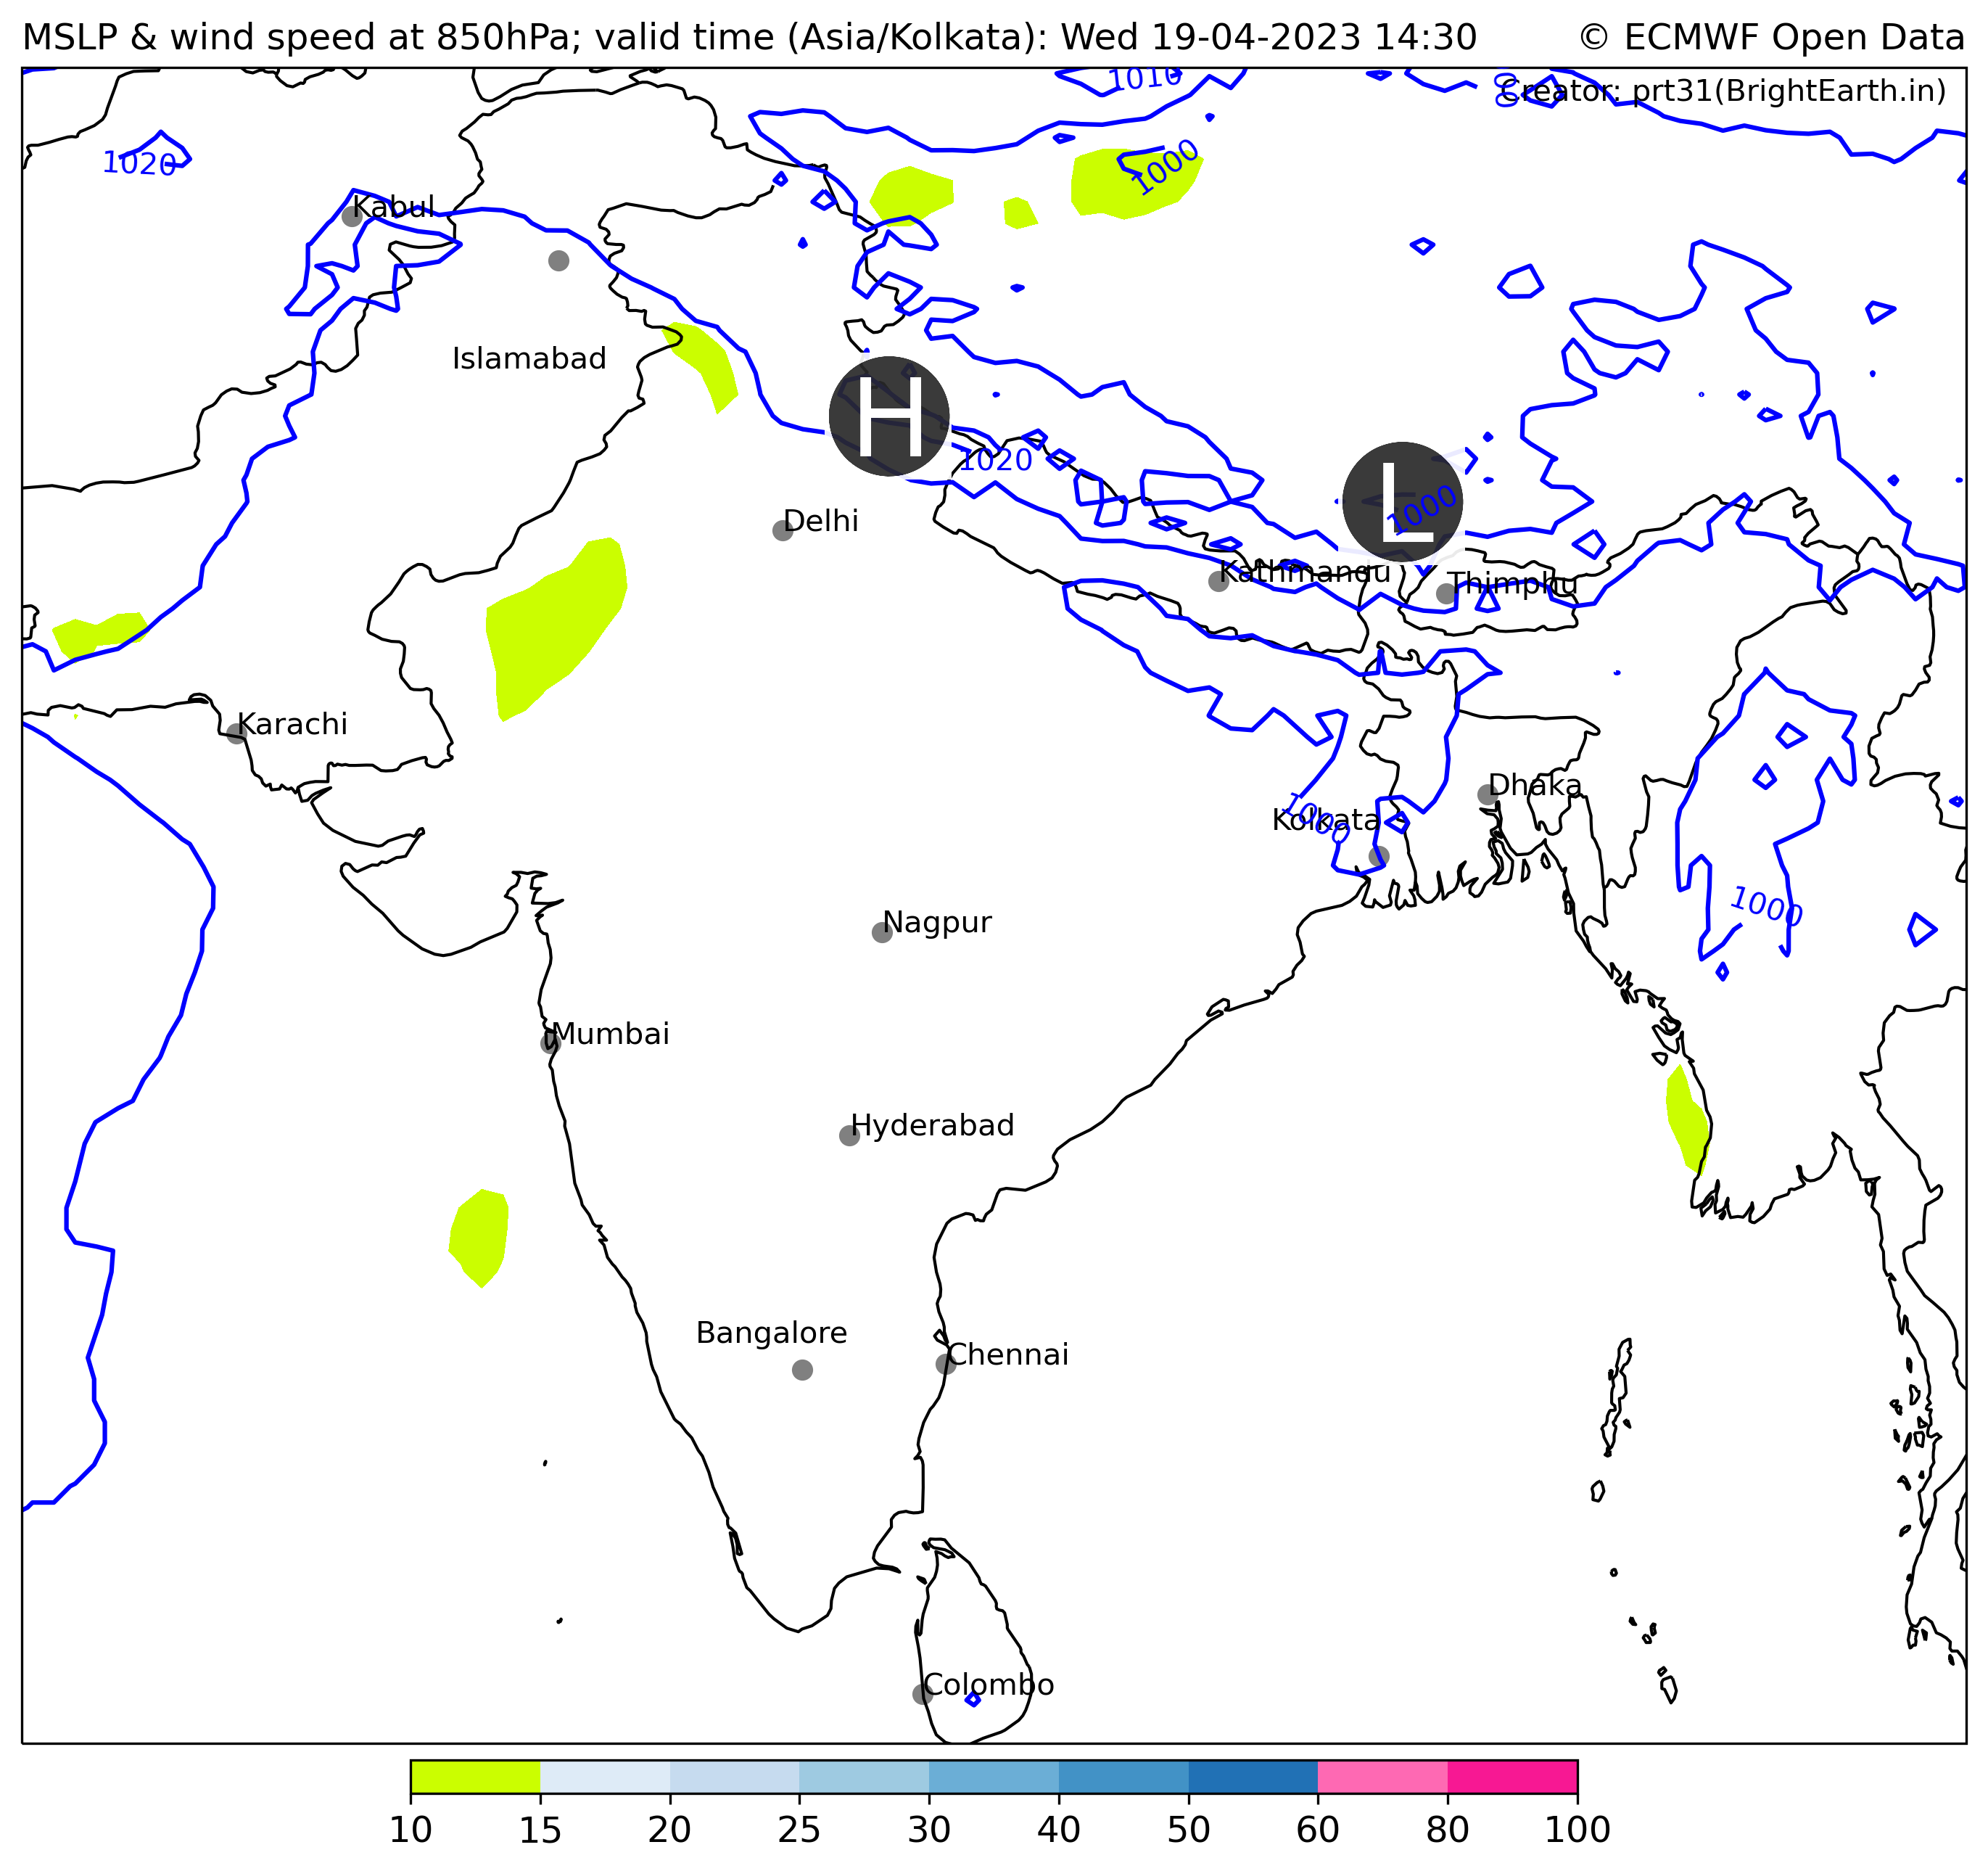 MSLP & wind speed at 850hPa; valid time (Asia/Kolkata): Wed 19-04-2023 14:30
© ECMWF Open Data
1010
Creator: prt31(BrightEarth.in)
1020
1000
Kabul
Islamabad
H
1020
L
1000
Delhi
Kathmandu
Thimphu
Karachi
Dhaka
1000
Kolkata
Nagpur
1000
Mumbai
Hyderabad
Bangalore
Chennai
Colombo
10 15 20 25 30 40 50 60 80 100